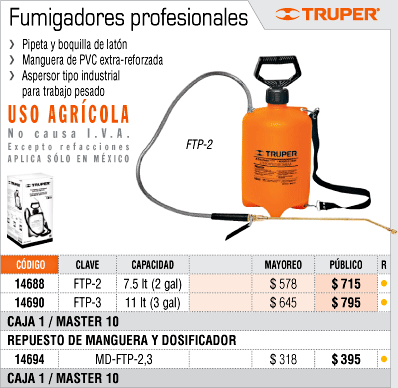 Fumigadores profesionales
TRUPER®
Pipeta y boquilla de latón
Manguera de PVC extra-reforzada
Aspersor tipo industrial
para trabajo pesado
USO AGRÍCOLA
No causa I.V.A.
Excepto refacciones
APLICA SÓLO EN MÉXICO
FTP-2
TRUPER
TRUPER
CÓDIGO CLAVE CAPACIDAD MAYOREO PÚBLICO R
14688 FTP-2 7.5 lt (2 gal) $ 578 $ 715
14690 FTP-3 11 lt (3 gal) $ 645 $ 795
CAJA 1 / MASTER 10
REPUESTO DE MANGUERA Y DOSIFICADOR
14694 MD-FTP-2,3 $ 318 $ 395
CAJA 1 / MASTER 10